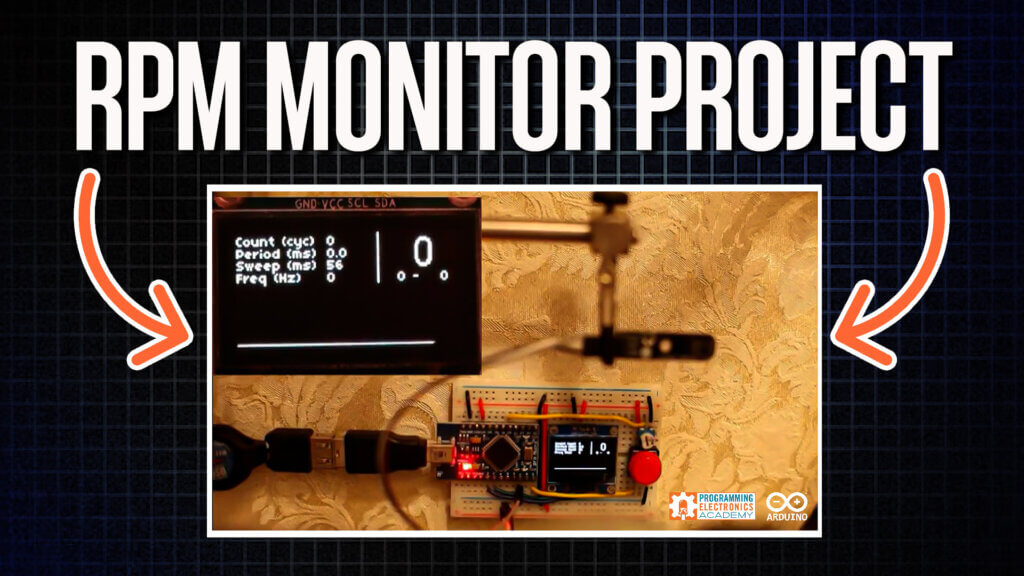 RPM MONITOR PROJECT
GND VCC SCL SDA
Count (cyc) 0
Period (ms) 0.0
Sweep (ms) 56
Freq (Hz) 0
0
0 - 0
PROGRAMMING
ELECTRONICS
ACADEMY
ARDUINO